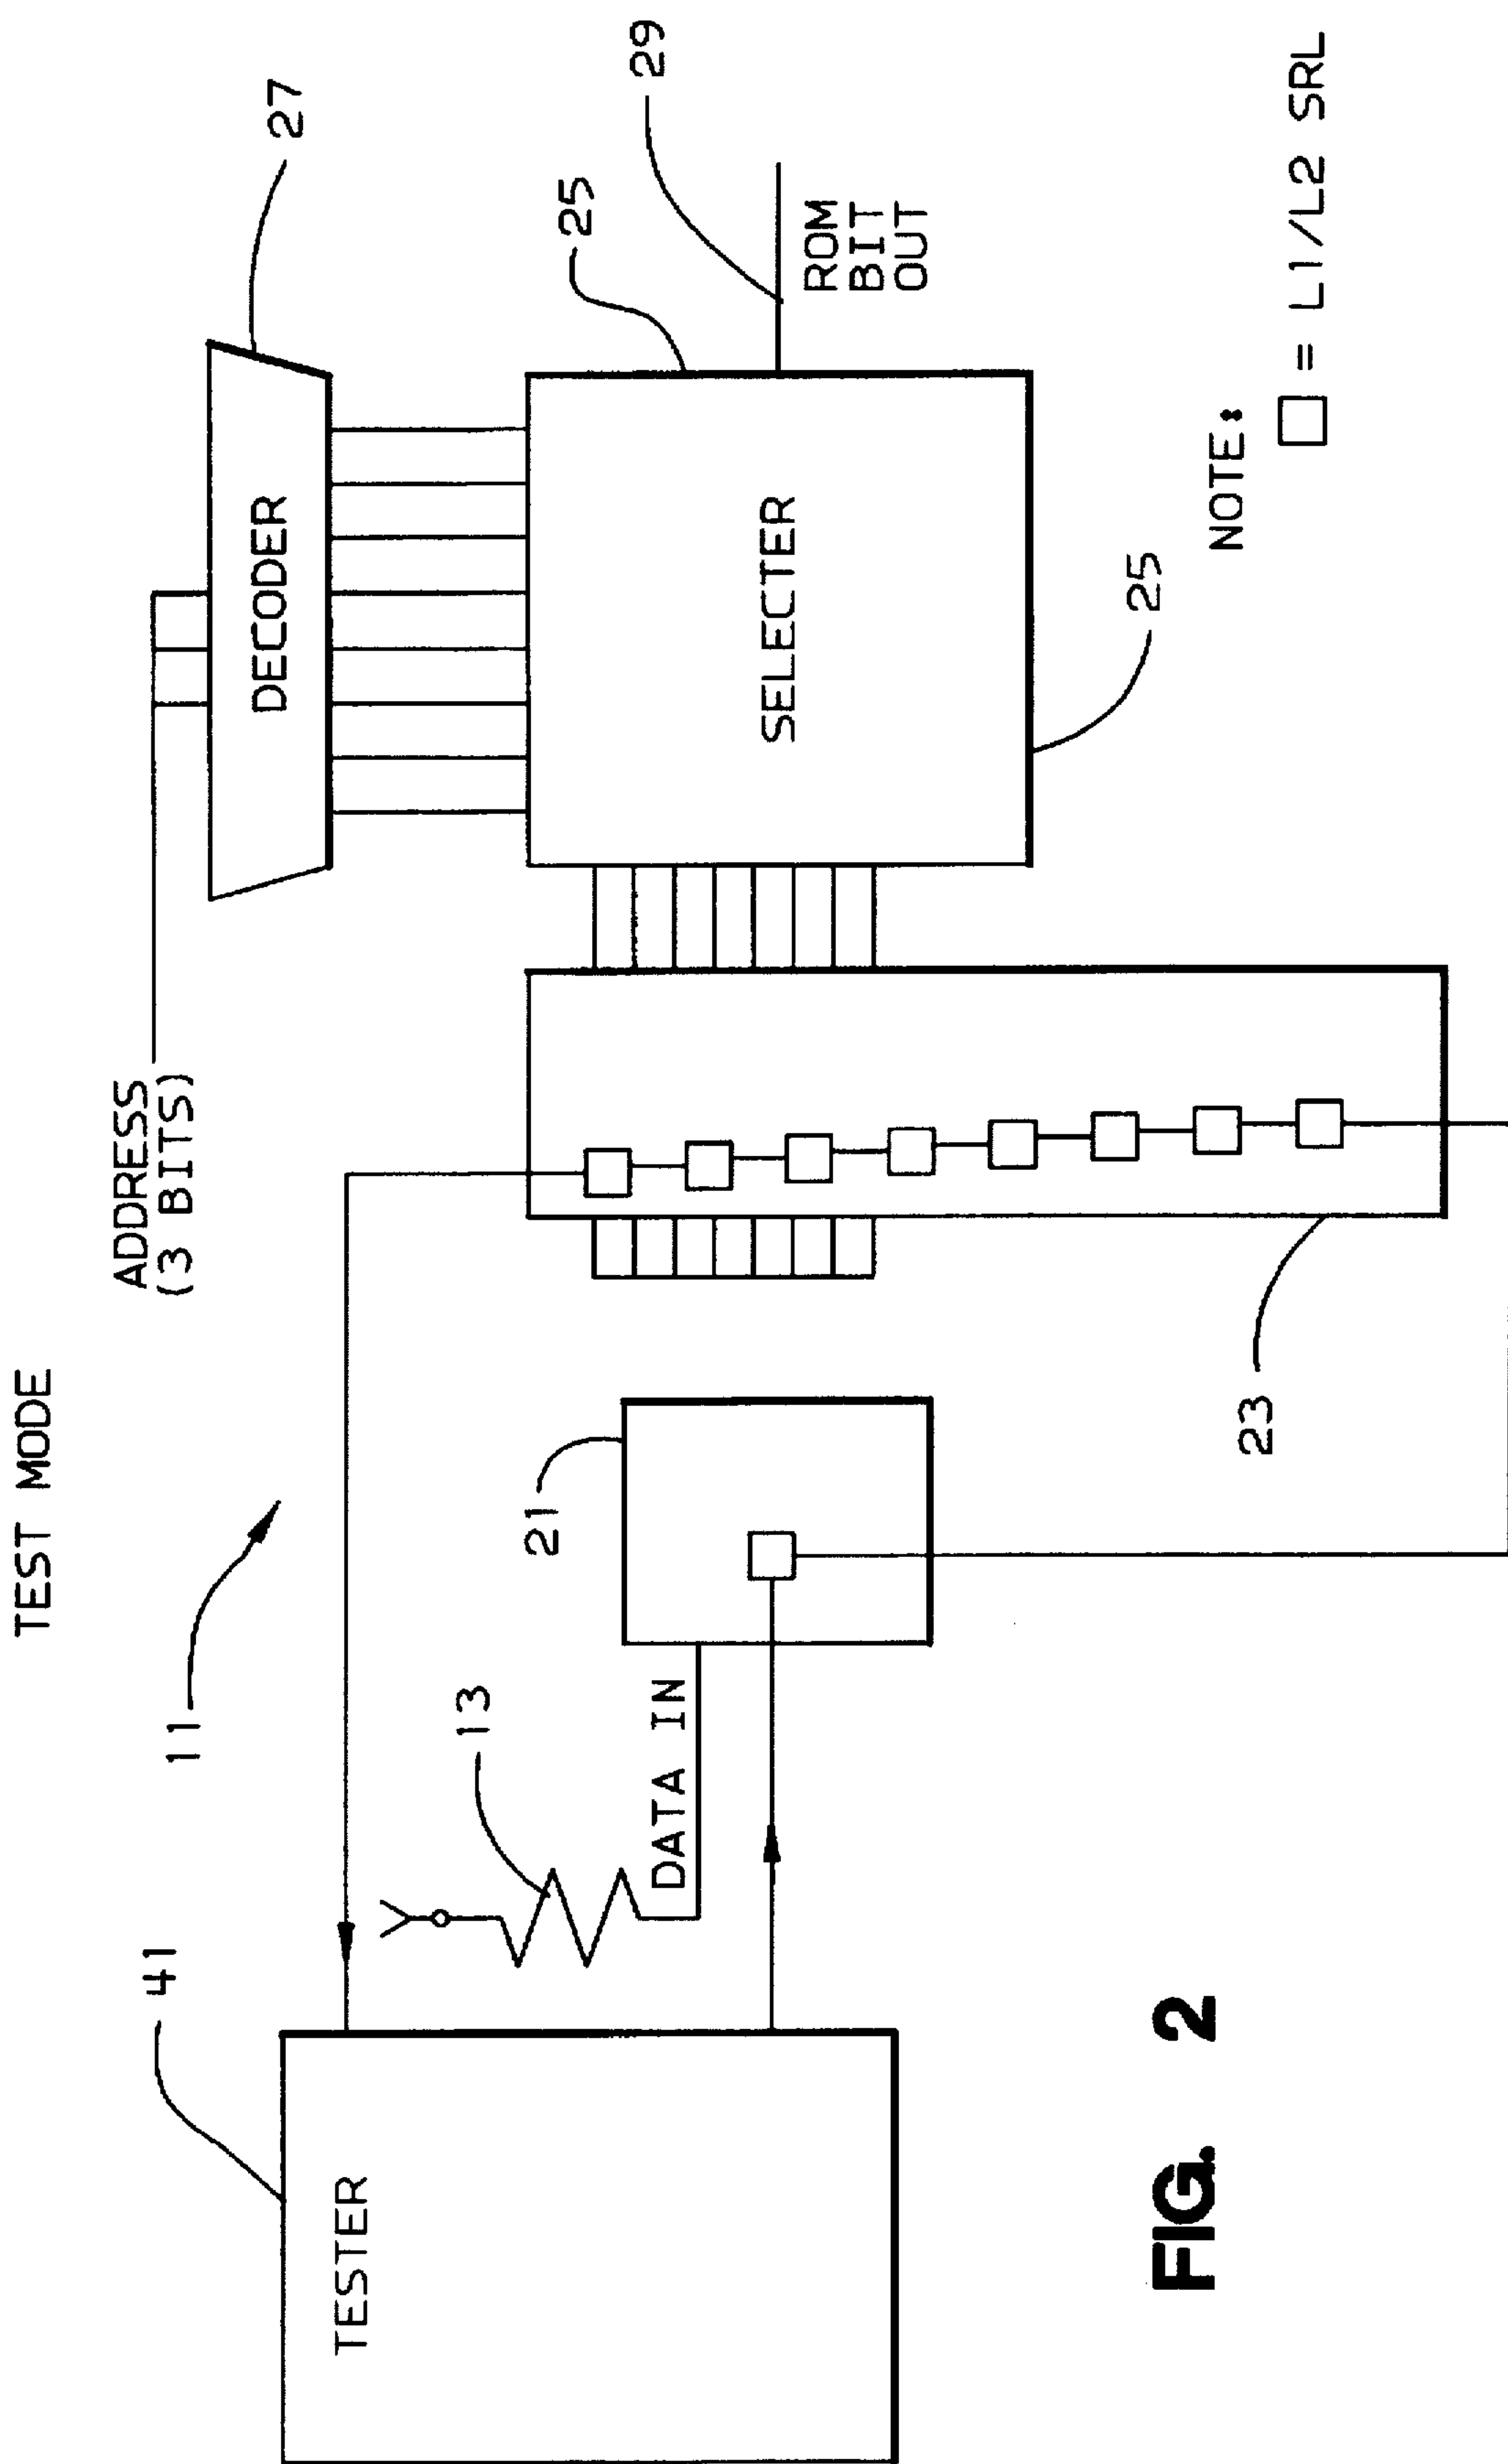 TEST MODE
11
41
TESTER
13
DATA IN
21
23
ADDRESS
(3 BITS)
DECODER
27
SELECTER
25
25
29
ROM
BIT
OUT
NOTE:
= L1/L2 SRL
FIG. 2